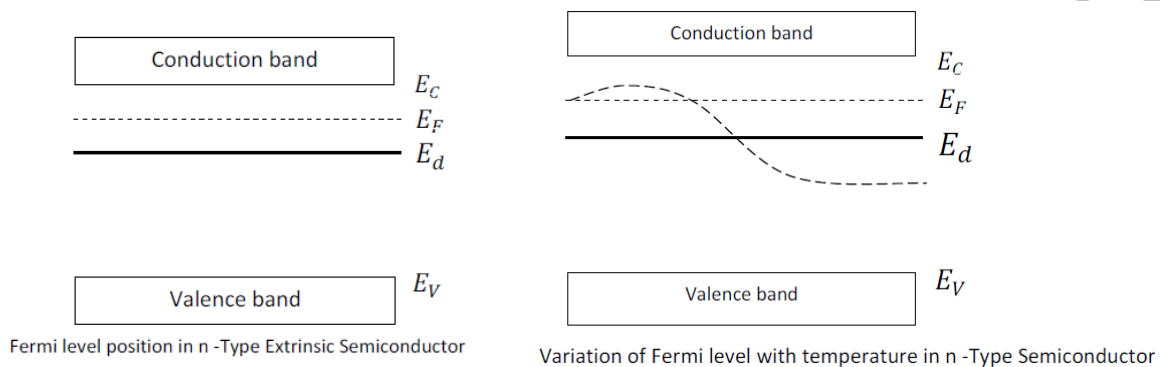 Conduction band
E_C
E_F
E_d
Valence band
E_V
Fermi level position in n -Type Extrinsic Semiconductor
Conduction band
E_C
E_F
E_d
Valence band
E_V
Variation of Fermi level with temperature in n -Type Semiconductor